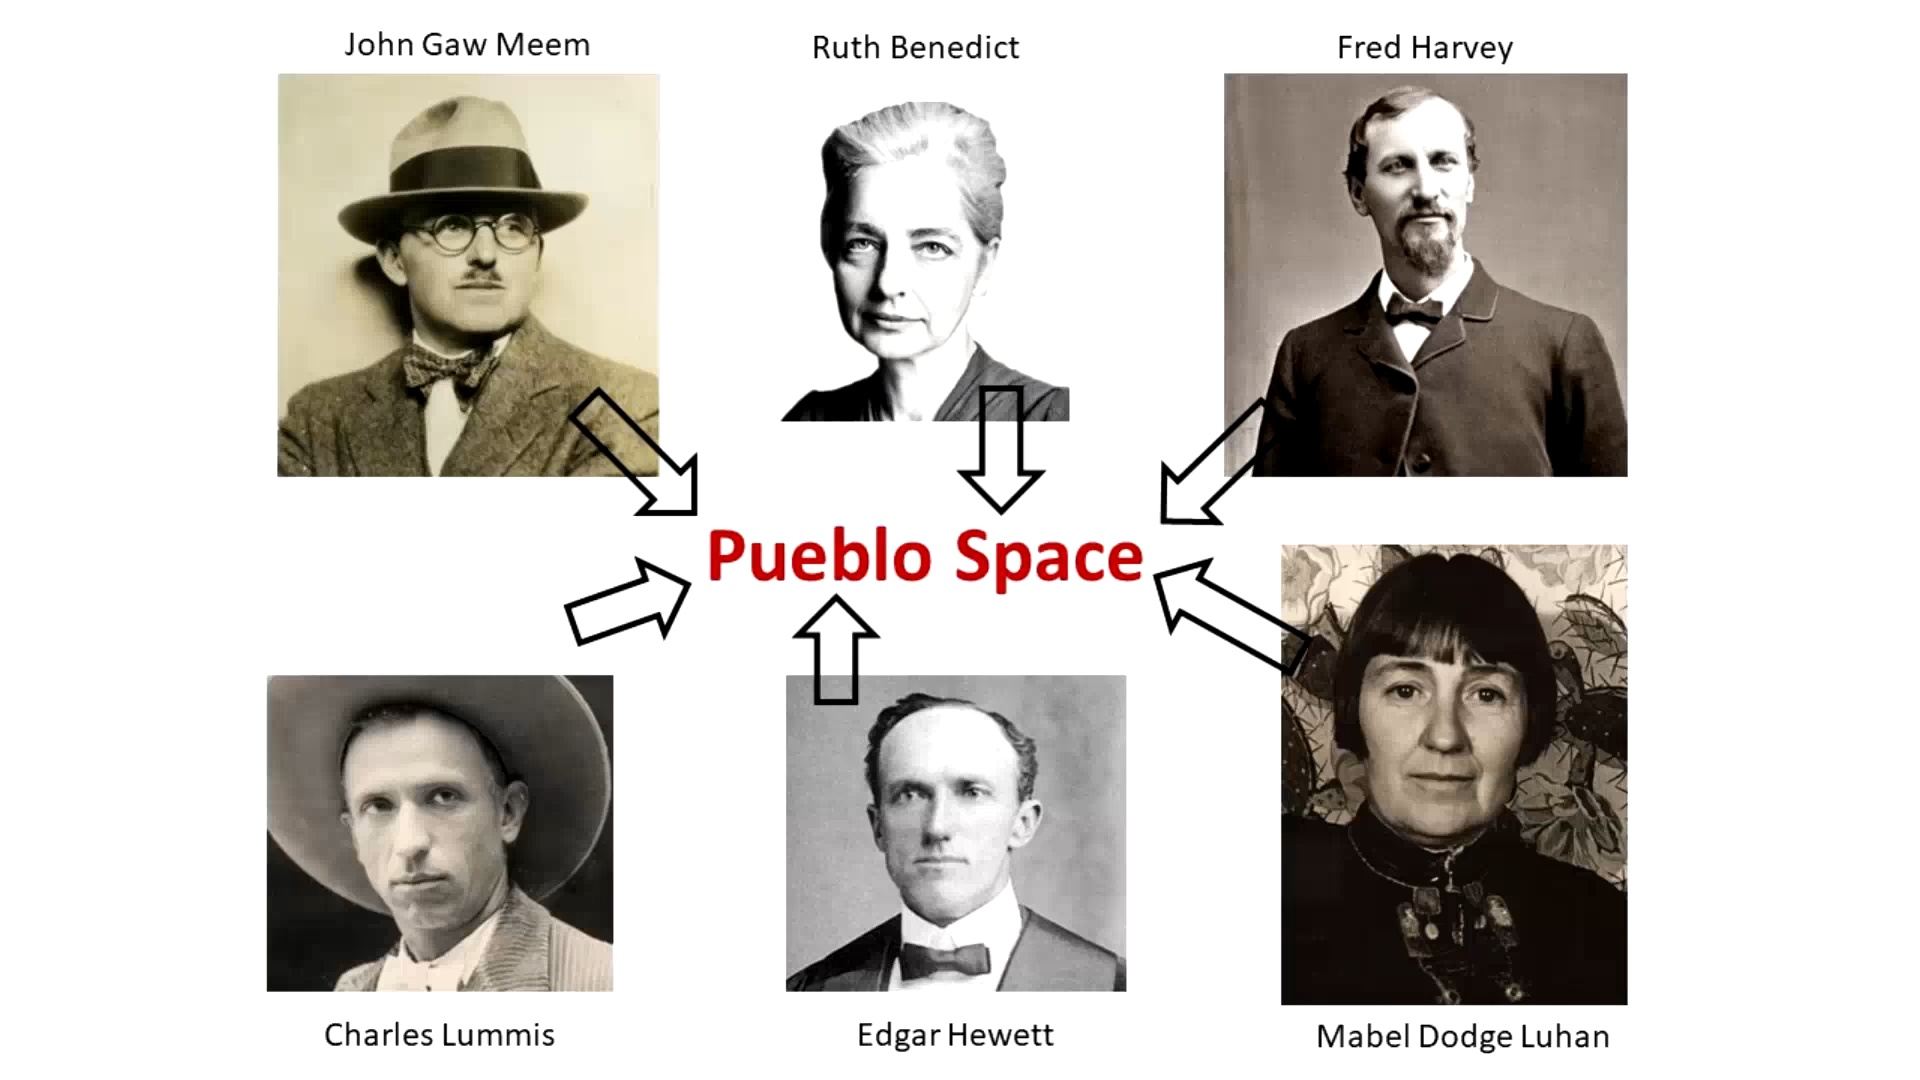 John Gaw Meem
Ruth Benedict
Fred Harvey
Pueblo Space
Charles Lummis
Edgar Hewett
Mabel Dodge Luhan